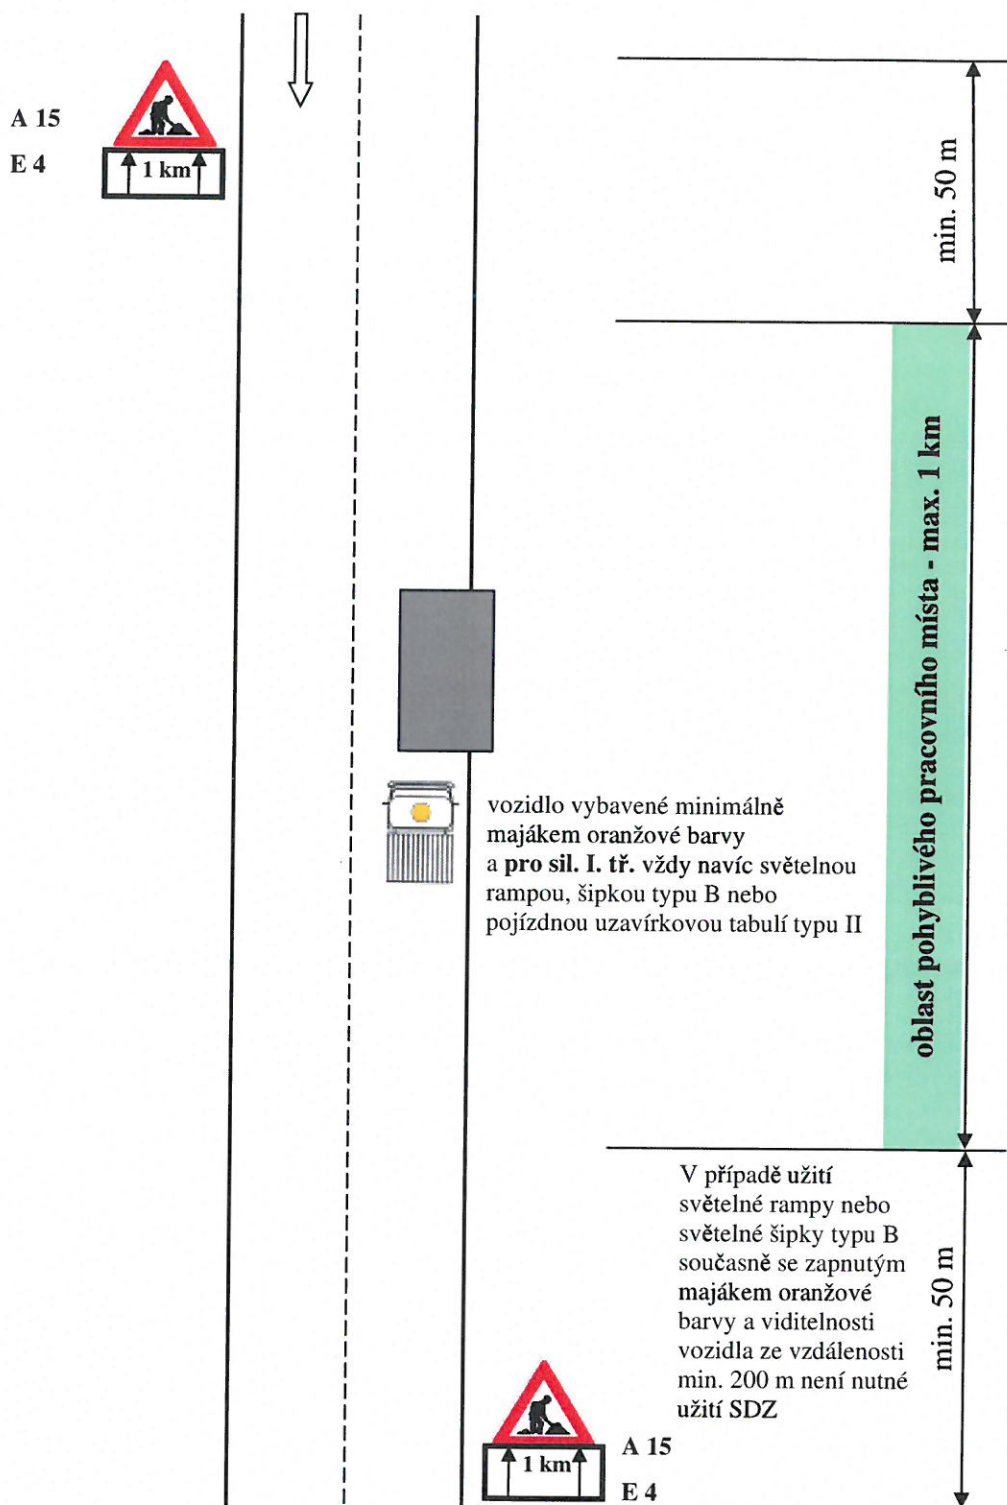 A 15
E 4
1 km
min. 50 m
oblast pohyblivého pracovního místa - max. 1 km
vozidlo vybavené minimálně
majákem oranžové barvy
a pro sil. I. tř. vždy navíc světelnou
rampou, šipkou typu B nebo
pojízdnou uzavírkovou tabulí typu II
V případě užití
světelné rampy nebo
světelné šipky typu B
současně se zapnutým
majákem oranžové
barvy a viditelnosti
vozidla ze vzdálenosti
min. 200 m není nutné
užití SDZ
min. 50 m
1 km
A 15
E 4